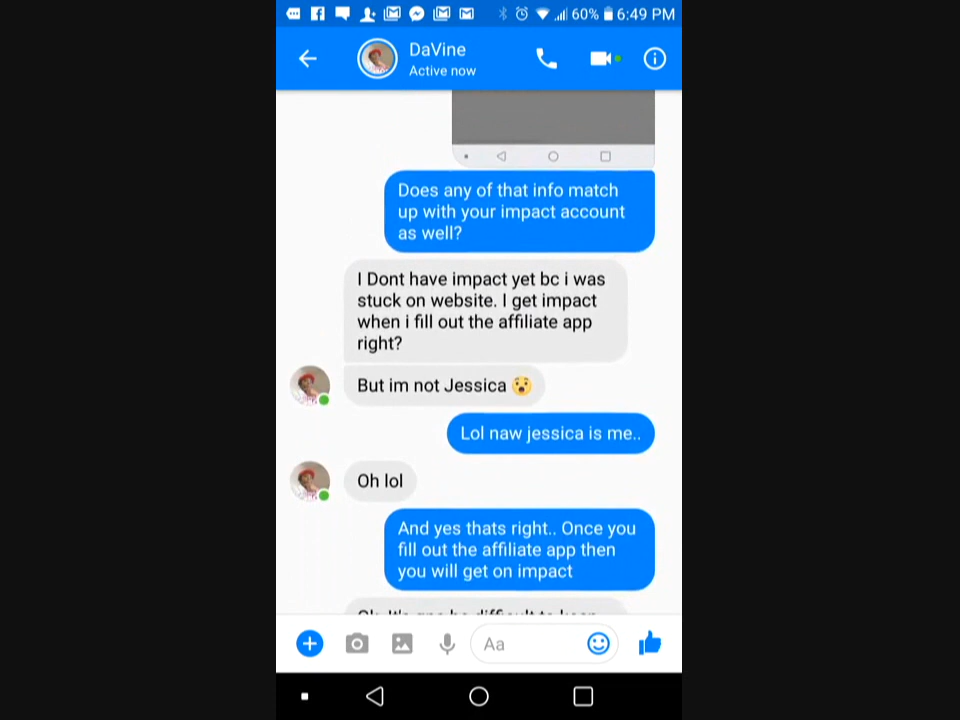 60% 6:49 PM
DaVine
Active now
Does any of that info match
up with your impact account
as well?
I Dont have impact yet bc i was
stuck on website. I get impact
when i fill out the affiliate app
right?
But im not Jessica 😯
Lol naw jessica is me..
Oh lol
And yes thats right.. Once you
fill out the affiliate app then
you will get on impact
Aa